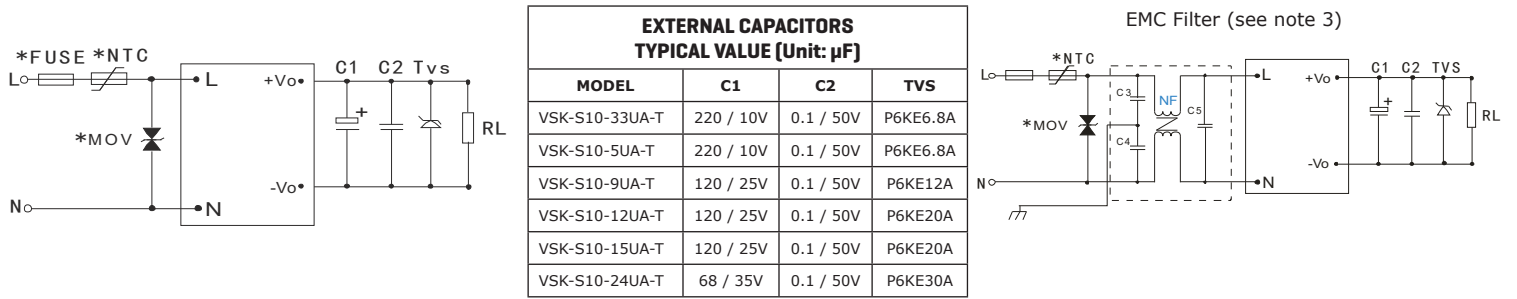 *FUSE *NTC
L
*MOV
L
N
N
+Vo
-Vo
C1 C2 Tvs
+
RL
EXTERNAL CAPACITORS
TYPICAL VALUE (Unit: µF)
MODEL C1 C2 TVS
VSK-S10-33UA-T 220 / 10V 0.1 / 50V P6KE6.8A
VSK-S10-5UA-T 220 / 10V 0.1 / 50V P6KE6.8A
VSK-S10-9UA-T 120 / 25V 0.1 / 50V P6KE12A
VSK-S10-12UA-T 120 / 25V 0.1 / 50V P6KE20A
VSK-S10-15UA-T 120 / 25V 0.1 / 50V P6KE20A
VSK-S10-24UA-T 68 / 35V 0.1 / 50V P6KE30A
EMC Filter (see note 3)
*NTC
L
*MOV
N
C3
C4
NF
C5
L
N
+Vo
-Vo
C1 C2 TVS
+
RL